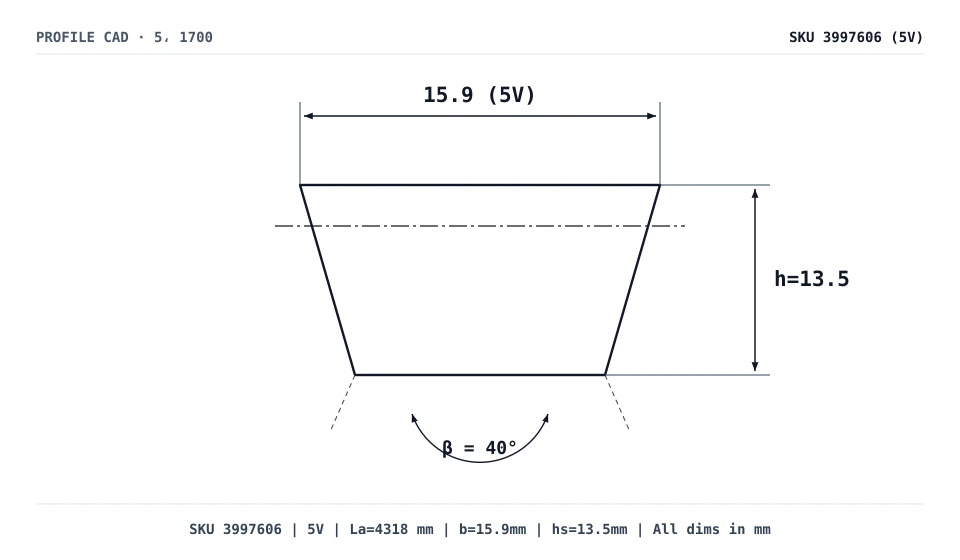 PROFILE CAD · 5, 1700
SKU 3997606 (5V)
15.9 (5V)
h=13.5
β = 40°
SKU 3997606 | 5V | La=4318 mm | b=15.9mm | hs=13.5mm | All dims in mm